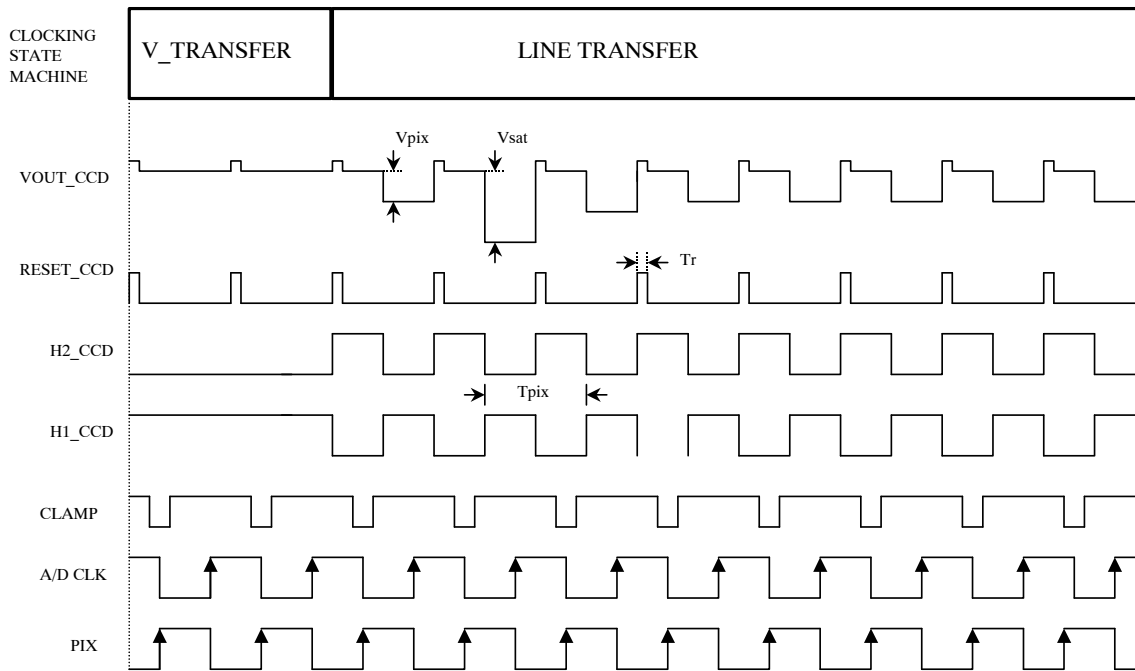 CLOCKING
STATE
MACHINE
V_TRANSFER
LINE TRANSFER
Vpix
Vsat
VOUT_CCD
RESET_CCD
Tr
H2_CCD
Tpix
H1_CCD
CLAMP
A/D CLK
PIX